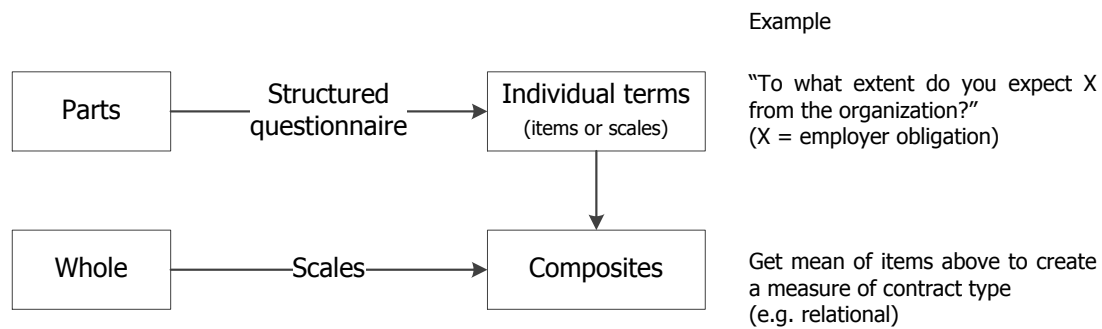 Example
Parts
Structured
questionnaire
Individual terms
(items or scales)
“To what extent do you expect X
from the organization?”
(X = employer obligation)
Whole
Scales
Composites
Get mean of items above to create
a measure of contract type
(e.g. relational)